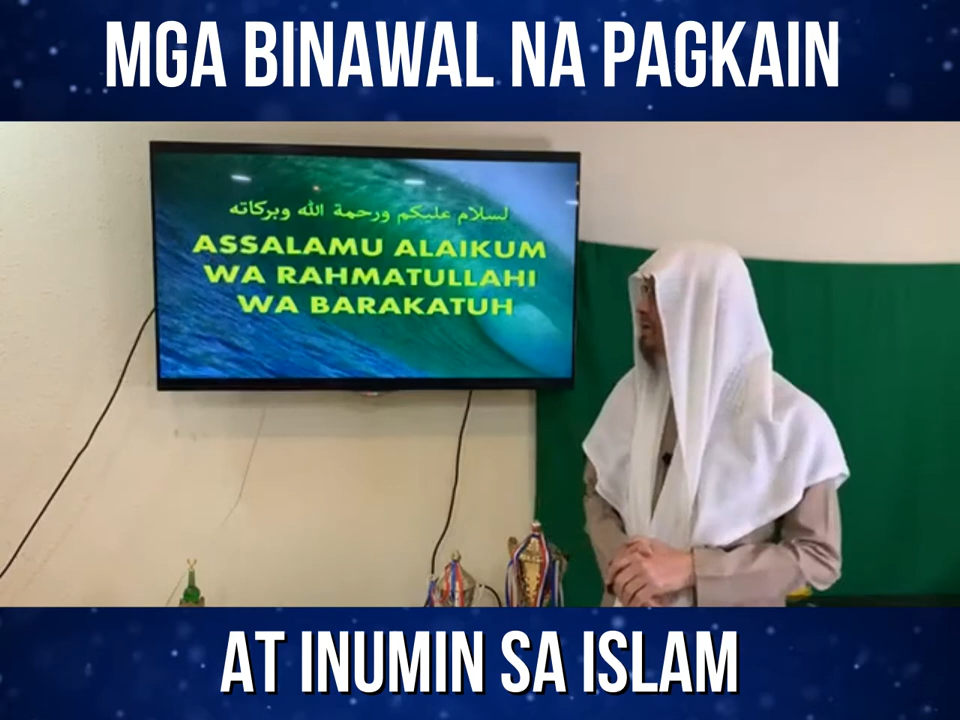 MGA BINAWAL NA PAGKAIN
لسلام عليكم ورحمة الله وبركاته
ASSALAMU ALAIKUM
WA RAHMATULLAHI
WA BARAKATUH
AT INUMIN SA ISLAM